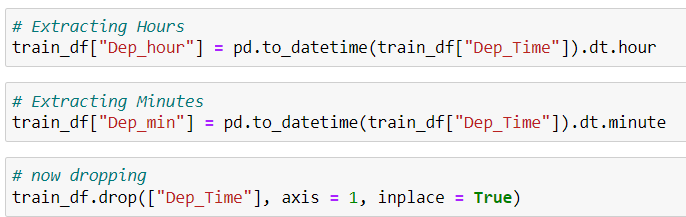 # Extracting Hours
train_df["Dep_hour"] = pd.to_datetime(train_df["Dep_Time"]).dt.hour
# Extracting Minutes
train_df["Dep_min"] = pd.to_datetime(train_df["Dep_Time"]).dt.minute
# now dropping
train_df.drop(["Dep_Time"], axis = 1, inplace = True)